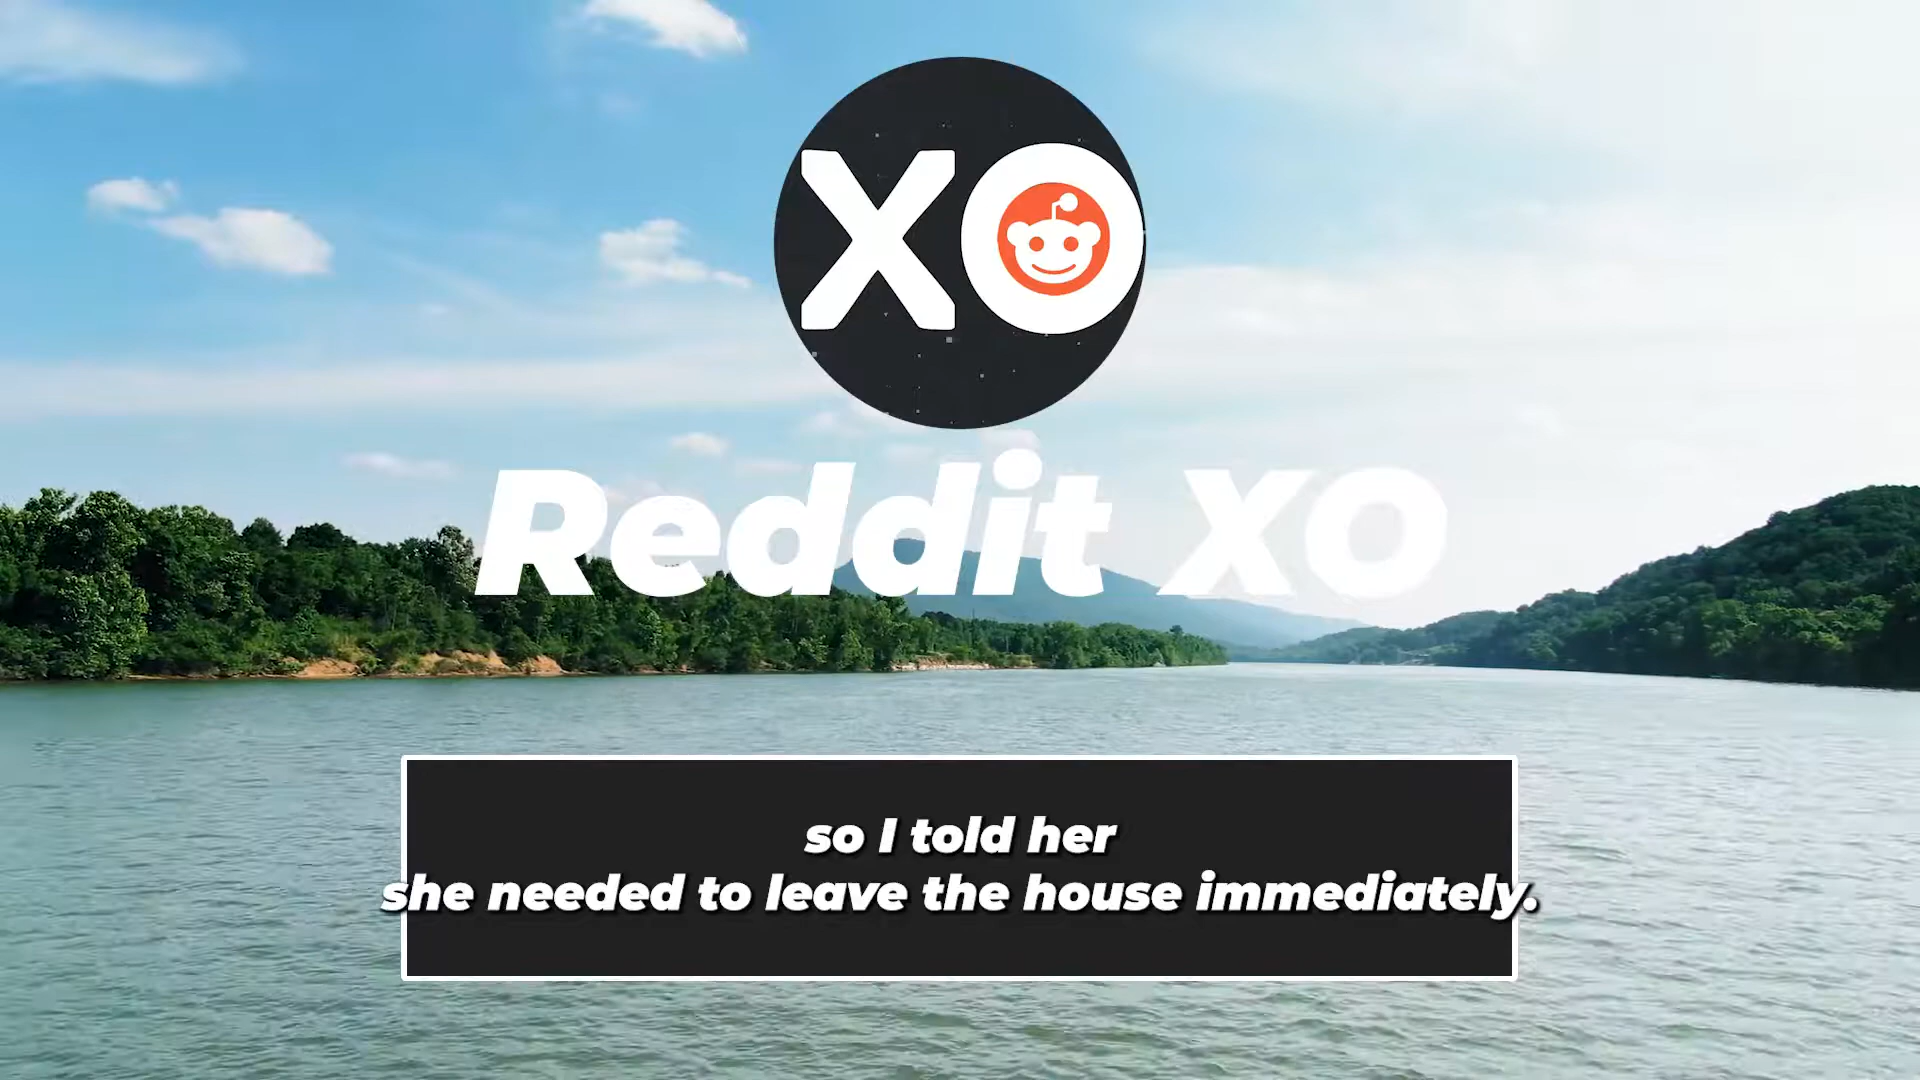 XO
Reddit XO
so I told her
she needed to leave the house immediately.